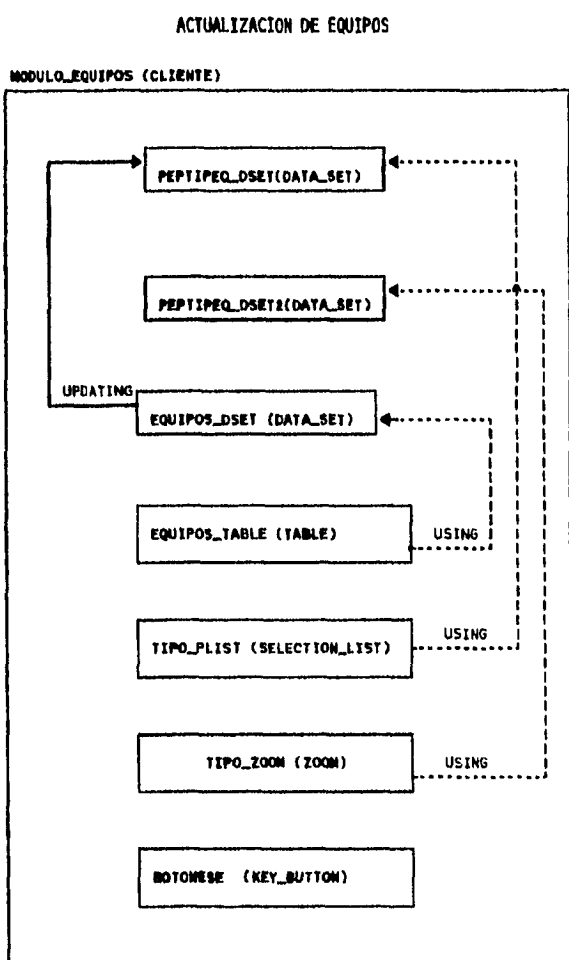 ACTUALIZACION DE EQUIPOS
MODULO_EQUIPOS (CLIENTE)
PEPTIPEQ_DSET(DATA_SET)
PEPTIPEQ_DSET2(DATA_SET)
UPDATING
EQUIPOS_DSET (DATA_SET)
EQUIPOS_TABLE (TABLE)
USING
TIPO_PLIST (SELECTION_LIST)
USING
TIPO_ZOOM (ZOOM)
USING
BOTONESE (KEY_BUTTON)